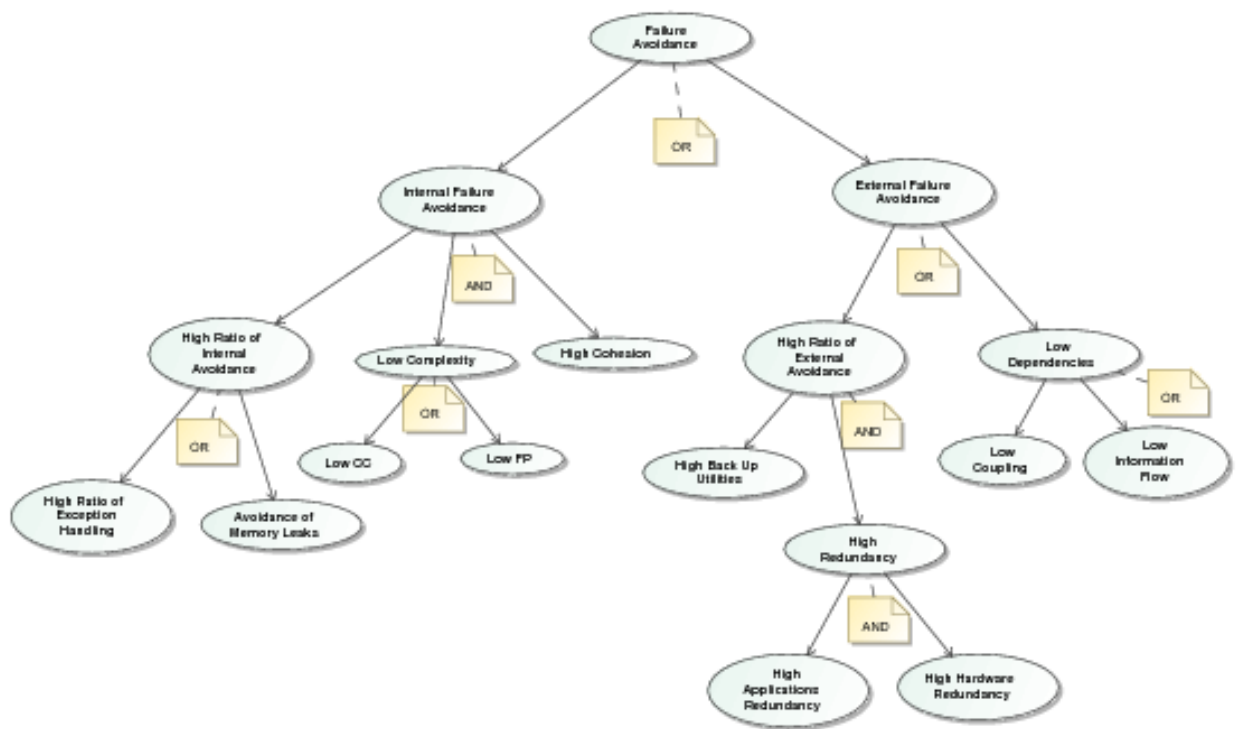 Failure
Avoidance
OR
Internal Failure
Avoidance
External Failure
Avoidance
AND
OR
High Ratio of
Internal
Avoidance
Low Complexity
High Cohesion
High Ratio of
External
Avoidance
Low
Dependencies
OR
OR
AND
OR
Low CC
Low FP
High Back Up
Utilities
Low
Coupling
Low
Information
Flow
High Ratio of
Exception
Handling
Avoidance of
Memory Leaks
High
Redundancy
AND
High
Applications
Redundancy
High Hardware
Redundancy